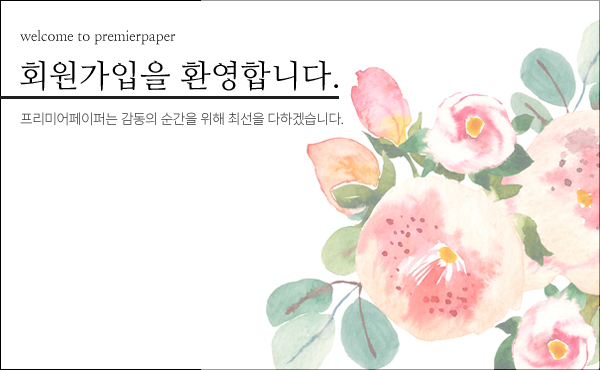 welcome to premierpaper
회원가입을 환영합니다.
프리미어페이퍼는 감동의 순간을 위해 최선을 다하겠습니다.